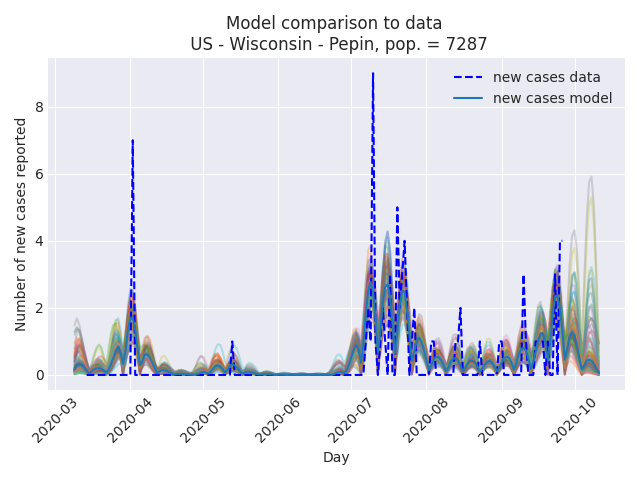 Model comparison to data
US - Wisconsin - Pepin, pop. = 7287
new cases data
new cases model
Number of new cases reported
8
6
4
2
0
2020-03
2020-04
2020-05
2020-06
2020-07
2020-08
2020-09
2020-10
Day